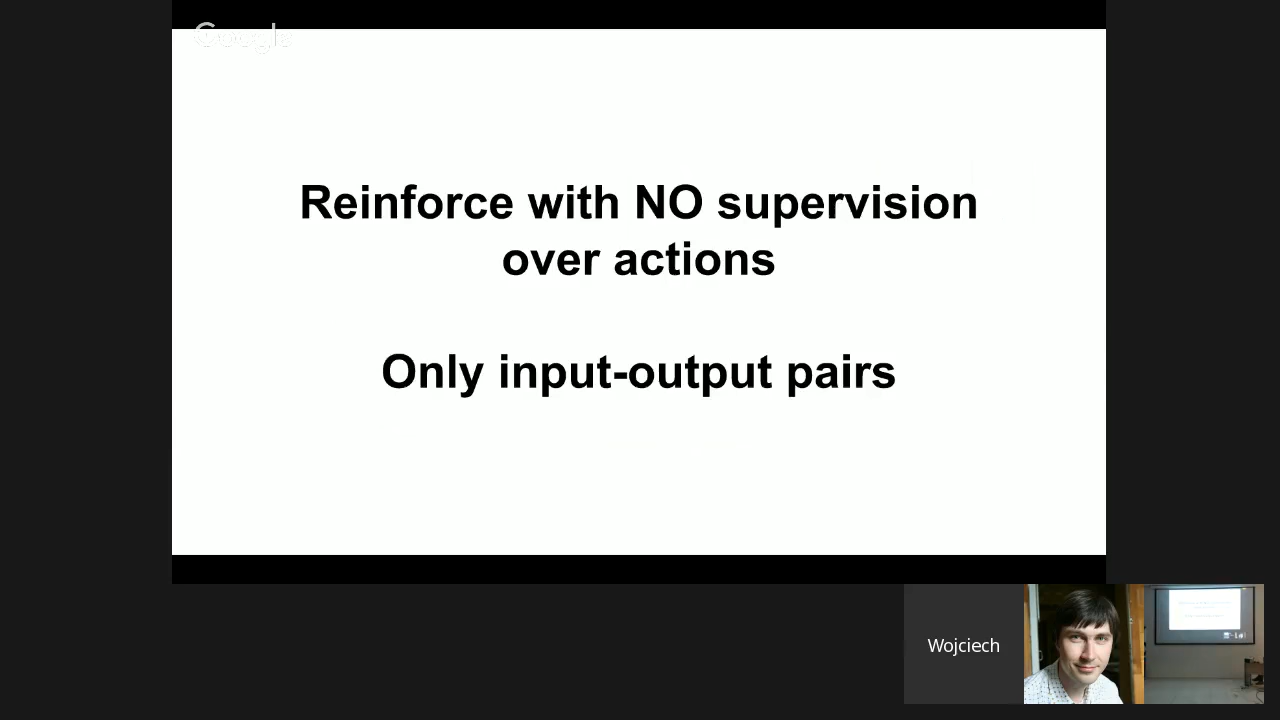 Google
Reinforce with NO supervision
over actions
Only input-output pairs
Wojciech